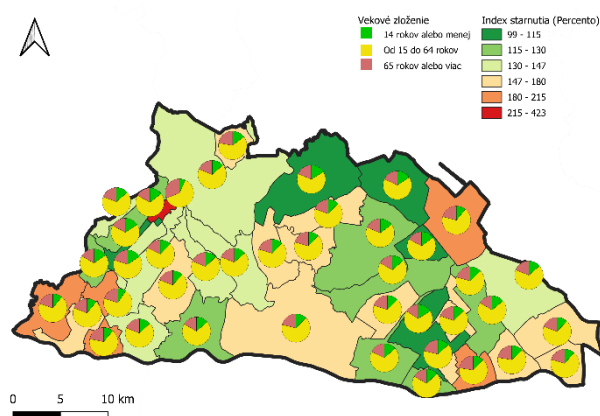 Vekové zloženie
14 rokov alebo menej
Od 15 do 64 rokov
65 rokov alebo viac
Index starnutia (Percento)
99 - 115
115 - 130
130 - 147
147 - 180
180 - 215
215 - 423
0 5 10 km